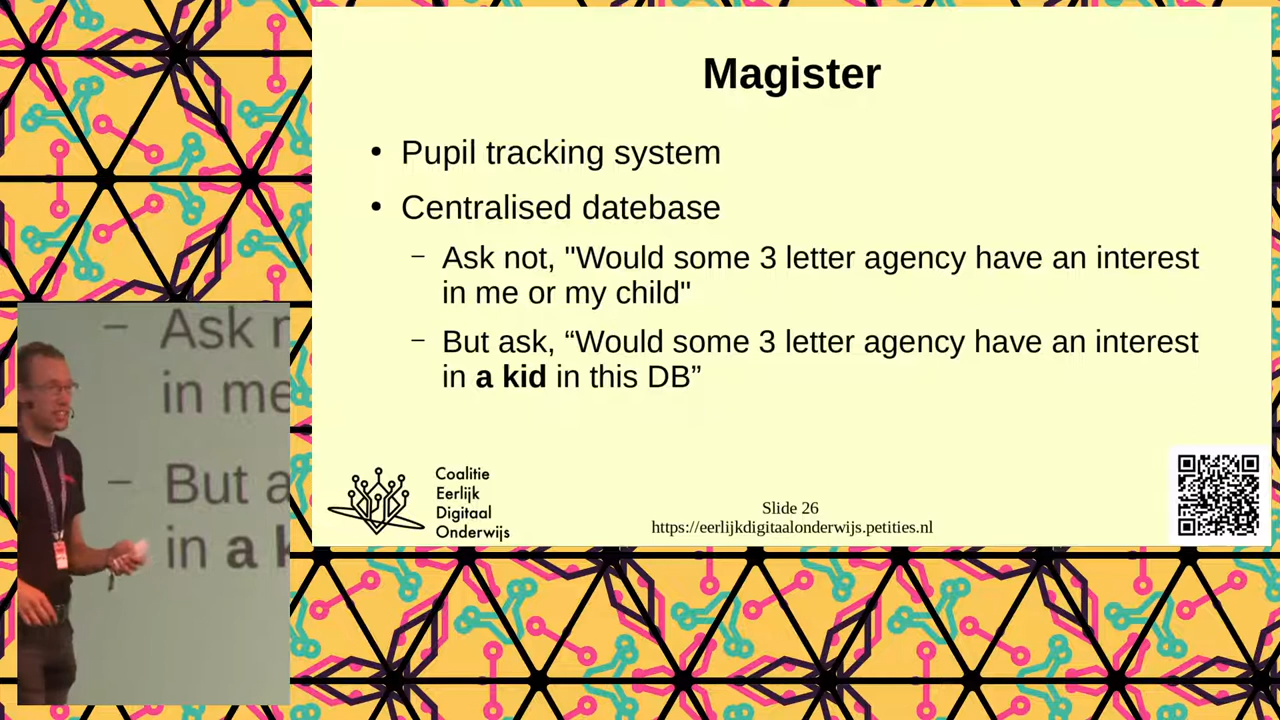 Magister
• Pupil tracking system
• Centralised datebase
– Ask not, "Would some 3 letter agency have an interest
in me or my child"
– But ask, “Would some 3 letter agency have an interest
in a kid in this DB”
Coalitie
Eerlijk
Digitaal
Onderwijs
Slide 26
https://eerlijkdigitaalonderwijs.petities.nl
– Ask
in me
– But a
in a k